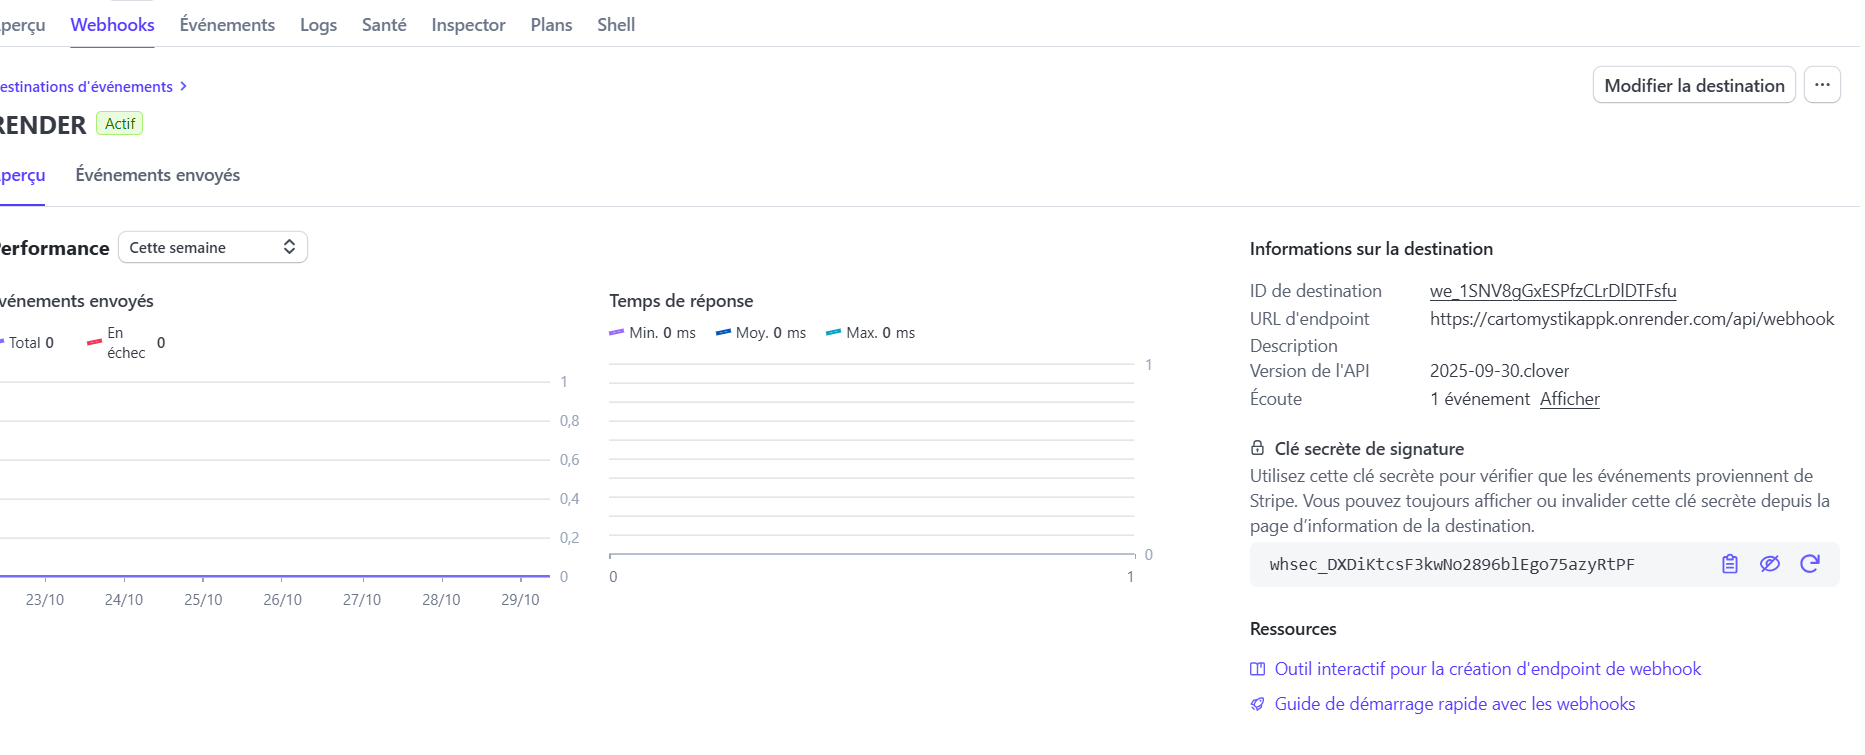 perçu Webhooks Événements Logs Santé Inspector Plans Shell
estinations d'événements
Modifier la destination ...
RENDER Actif
perçu Événements envoyés
erformance Cette semaine
vénements envoyés
Total 0 En échec 0
1
0,8
0,6
0,4
0,2
0
23/10 24/10 25/10 26/10 27/10 28/10 29/10
Temps de réponse
Min. 0 ms Moy. 0 ms Max. 0 ms
1
0
0 1
Informations sur la destination
ID de destination we_1SNV8gGxESPfzCLrDlDTFsfu
URL d'endpoint https://cartomystikappk.onrender.com/api/webhook
Description
Version de l'API 2025-09-30.clover
Écoute 1 événement Afficher
Clé secrète de signature
Utilisez cette clé secrète pour vérifier que les événements proviennent de
Stripe. Vous pouvez toujours afficher ou invalider cette clé secrète depuis la
page d’information de la destination.
whsec_DXDiKtcsF3kwNo2896blEgo75azyRtPF
Ressources
Outil interactif pour la création d'endpoint de webhook
Guide de démarrage rapide avec les webhooks